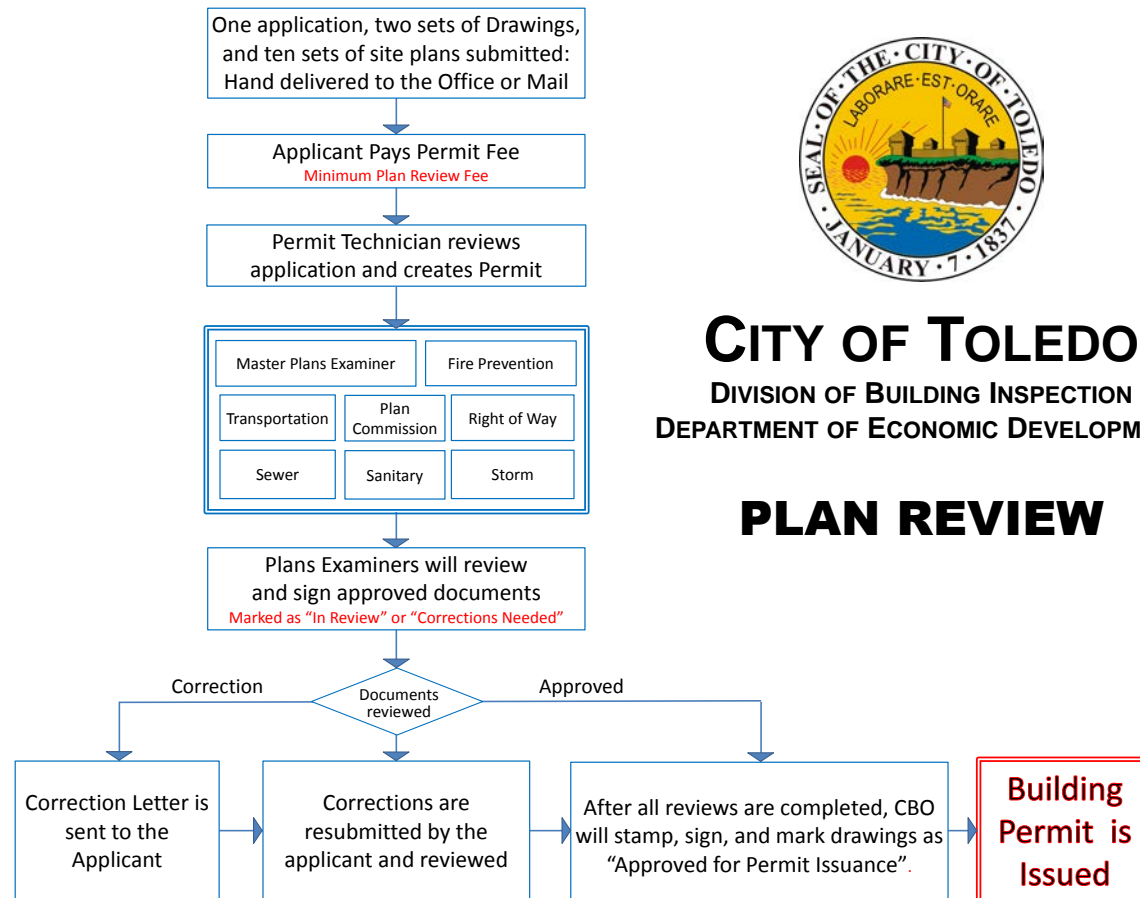 One application, two sets of Drawings,
and ten sets of site plans submitted:
Hand delivered to the Office or Mail
Applicant Pays Permit Fee
Minimum Plan Review Fee
Permit Technician reviews
application and creates Permit
Master Plans Examiner
Fire Prevention
Transportation
Plan
Commission
Right of Way
Sewer
Sanitary
Storm
Plans Examiners will review
and sign approved documents
Marked as “In Review” or “Corrections Needed”
Correction
Documents
reviewed
Approved
Correction Letter is
sent to the
Applicant
Corrections are
resubmitted by the
applicant and reviewed
After all reviews are completed, CBO
will stamp, sign, and mark drawings as
“Approved for Permit Issuance”.
Building
Permit is
Issued
SEAL·OF·THE·CITY·OF·TOLEDO·
JANUARY·7·1837·
LABORARE·EST·ORARE
CITY OF TOLEDO
DIVISION OF BUILDING INSPECTION
DEPARTMENT OF ECONOMIC DEVELOPM
PLAN REVIEW